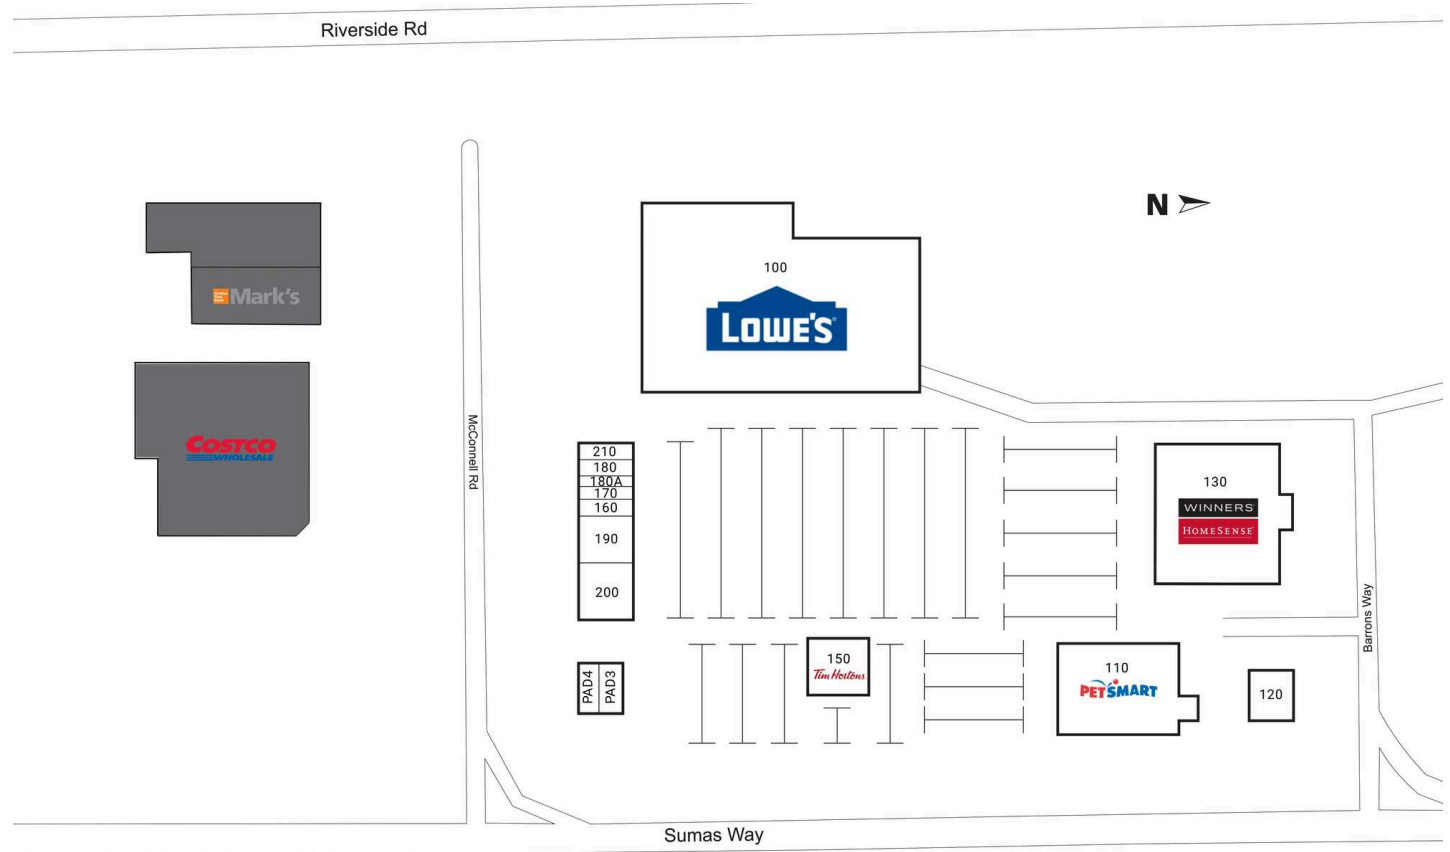 Riverside Rd
N
100
LOWE'S
Mark's
COSTCO
WHOLESALE
McConnell Rd
210
180
180A
170
160
190
200
130
WINNERS
HOMESENSE
Barrons Way
PAD4
PAD3
150
Tim Hortons
110
PETSMART
120
Sumas Way